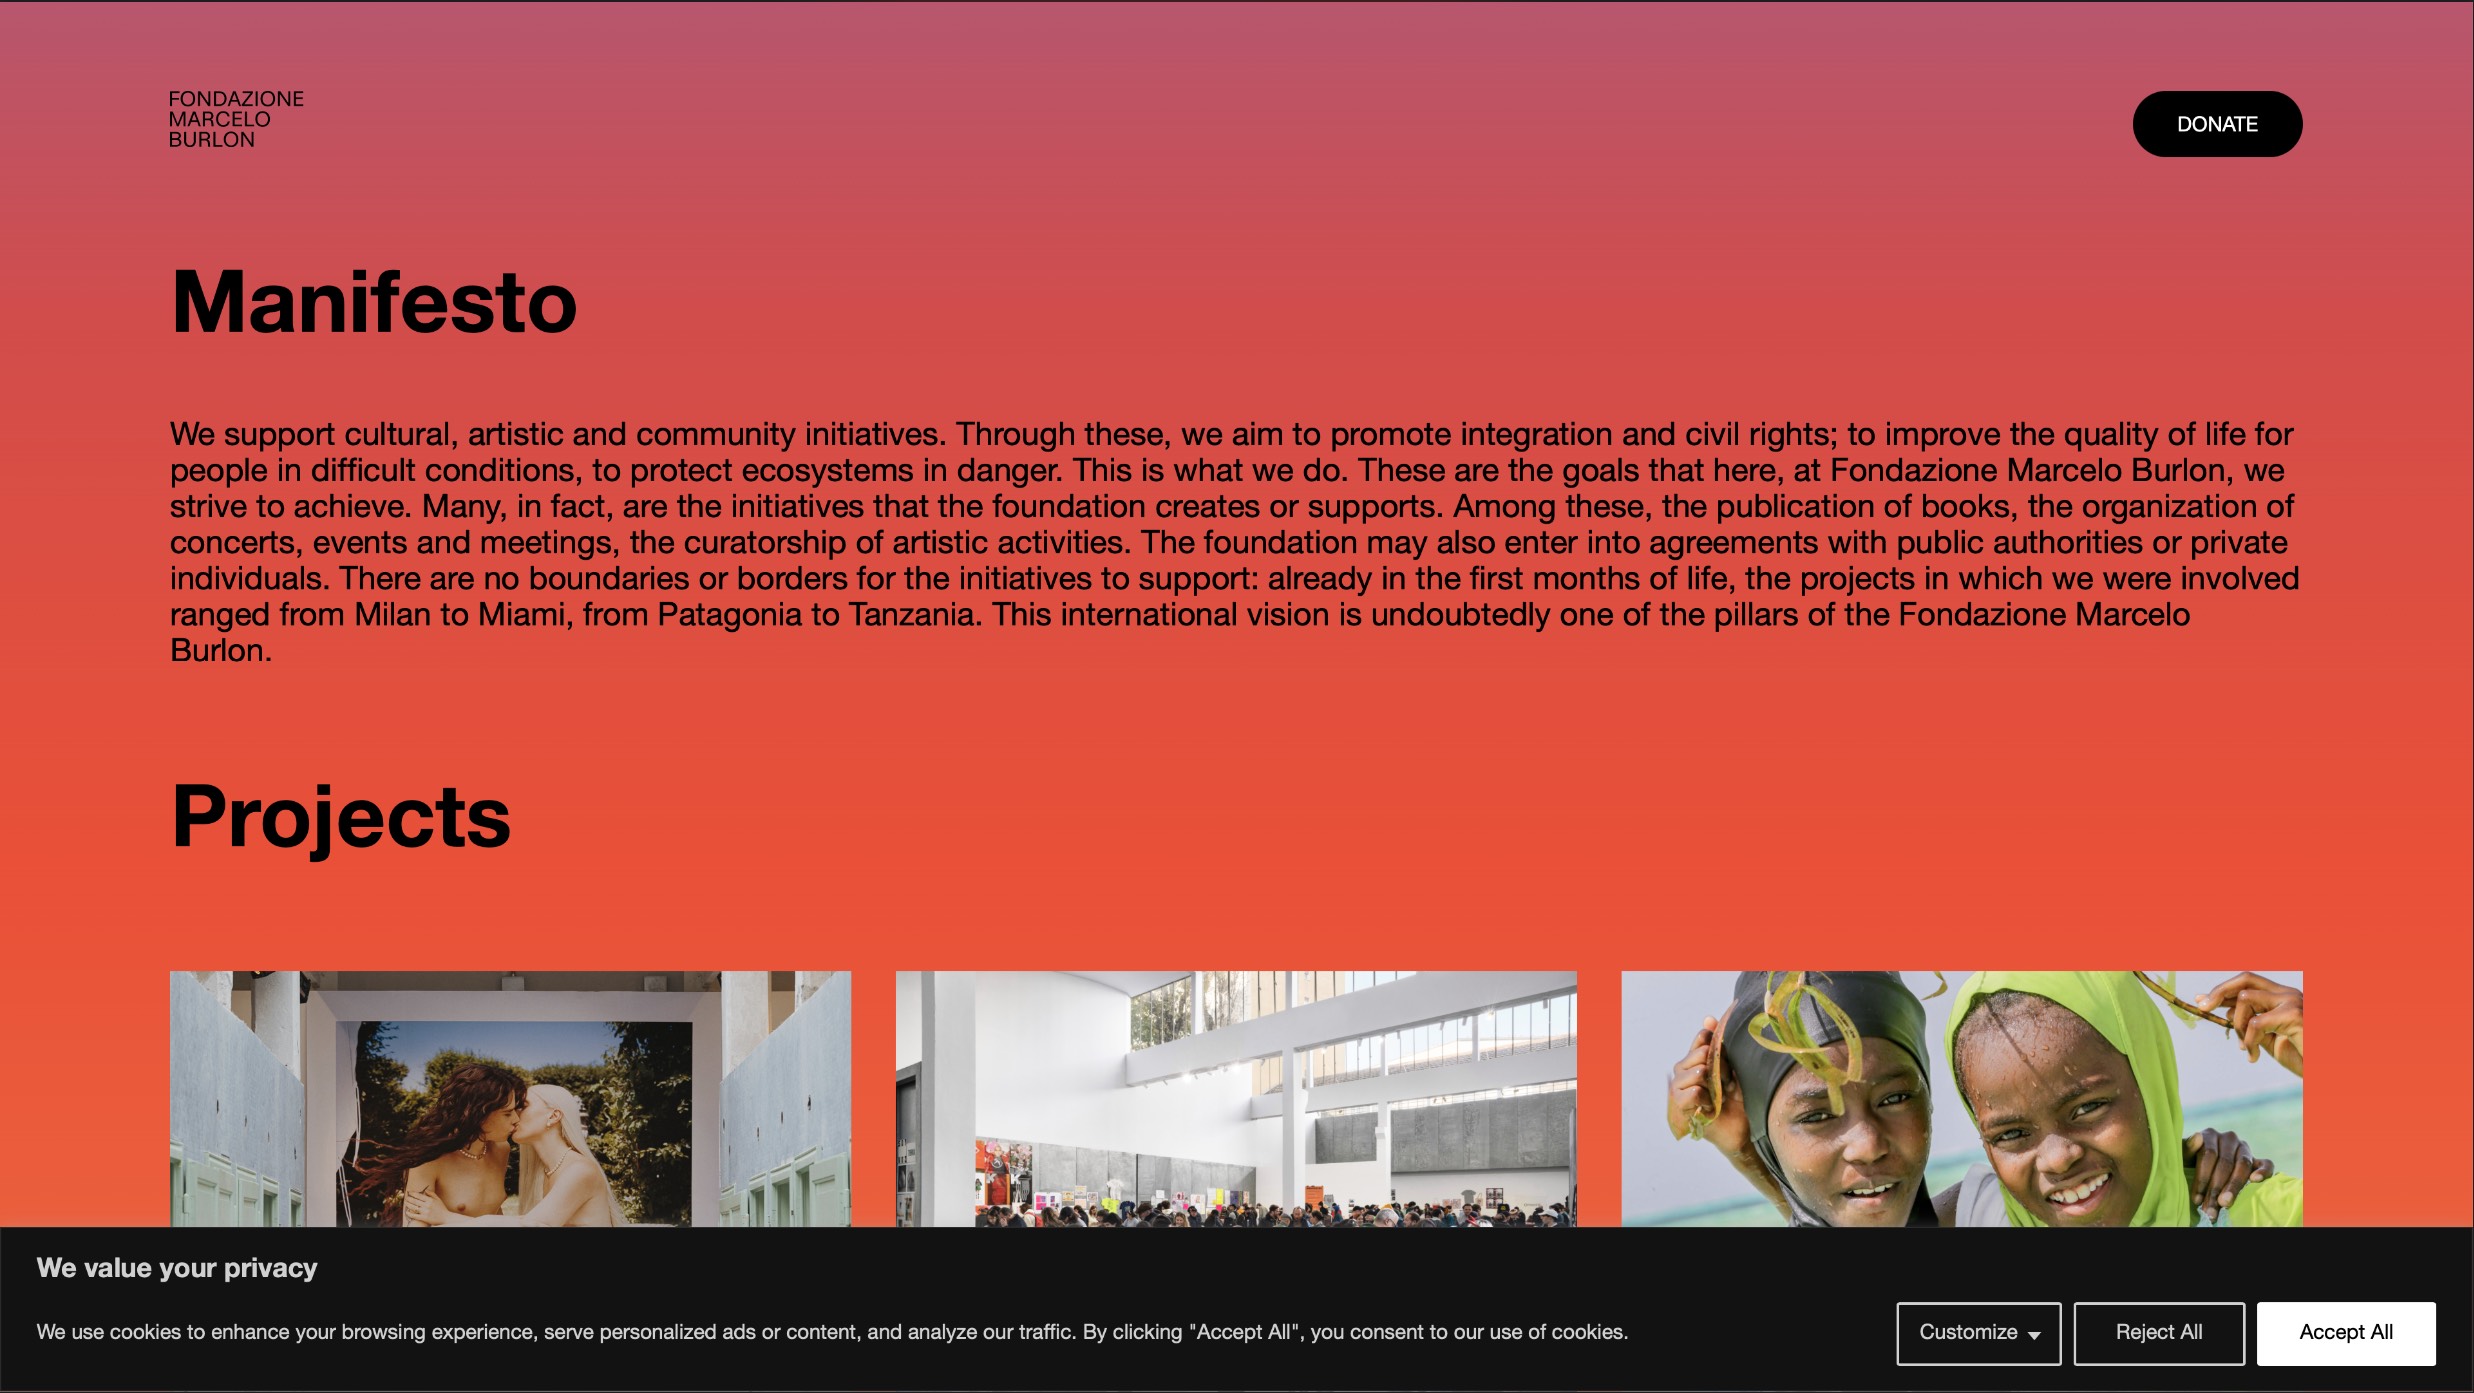 FONDAZIONE
MARCELO
BURLON
DONATE
Manifesto
We support cultural, artistic and community initiatives. Through these, we aim to promote integration and civil rights; to improve the quality of life for
people in difficult conditions, to protect ecosystems in danger. This is what we do. These are the goals that here, at Fondazione Marcelo Burlon, we
strive to achieve. Many, in fact, are the initiatives that the foundation creates or supports. Among these, the publication of books, the organization of
concerts, events and meetings, the curatorship of artistic activities. The foundation may also enter into agreements with public authorities or private
individuals. There are no boundaries or borders for the initiatives to support: already in the first months of life, the projects in which we were involved
ranged from Milan to Miami, from Patagonia to Tanzania. This international vision is undoubtedly one of the pillars of the Fondazione Marcelo
Burlon.
Projects
We value your privacy
We use cookies to enhance your browsing experience, serve personalized ads or content, and analyze our traffic. By clicking "Accept All", you consent to our use of cookies.
Customize
Reject All
Accept All